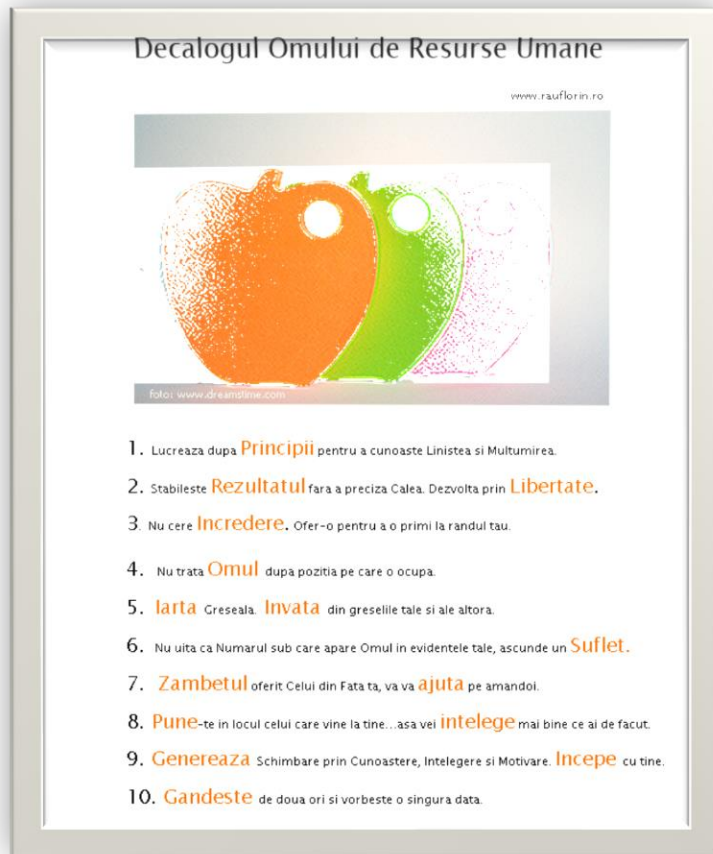 Decalogul Omului de Resurse Umane
www.rauflorin.ro
foto: www.dreamstime.com
1. Lucreaza dupa Principii pentru a cunoaste Linistea si Multumirea.
2. Stabileste Rezultatul fara a preciza Calea. Dezvolta prin Libertate.
3. Nu cere Incredere. Ofer-o pentru a o primi la randul tau.
4. Nu trata Omul dupa pozitia pe care o ocupa.
5. Iarta Greseala. Invata din greselile tale si ale altora.
6. Nu uita ca Numarul sub care apare Omul in evidentele tale, ascunde un Suflet.
7. Zambetul oferit Celui din Fata ta, va va ajuta pe amandoi.
8. Pune-te in locul celui care vine la tine...asa vei intelege mai bine ce ai de facut.
9. Genereaza Schimbare prin Cunoastere, Intelegere si Motivare. Incepe cu tine.
10. Gandeste de doua ori si vorbeste o singura data.